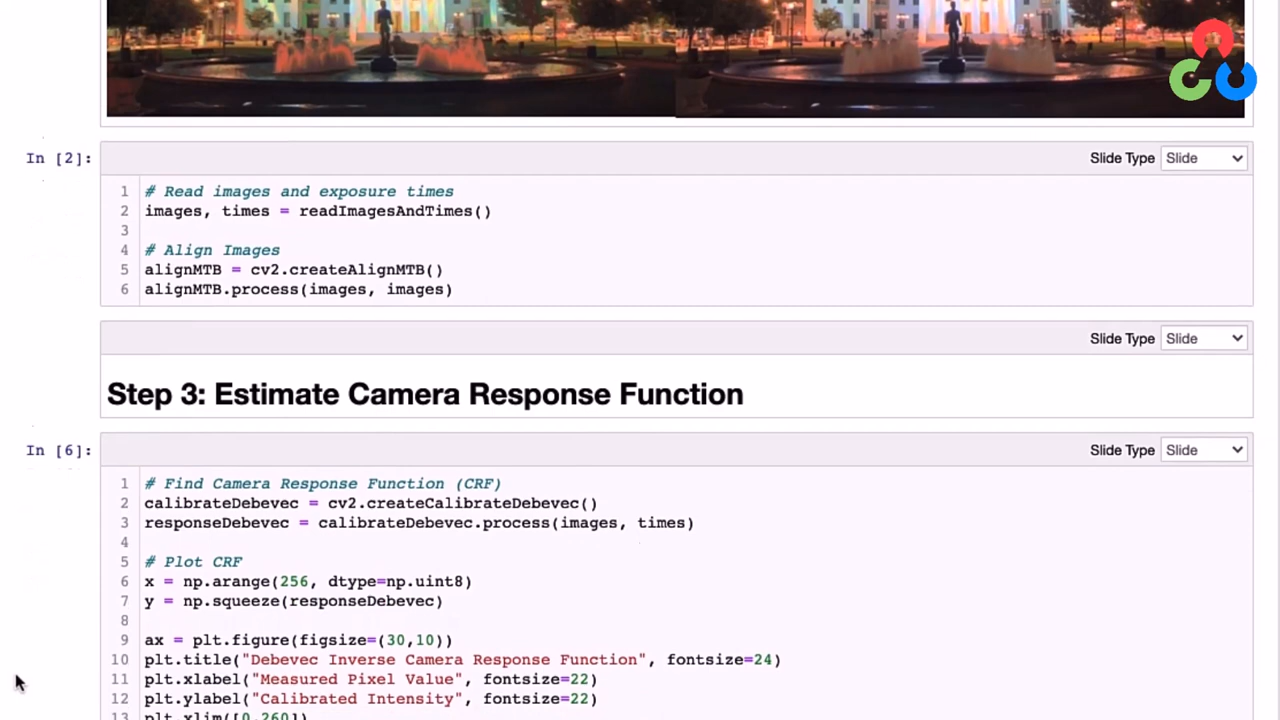 In [2]:
Slide Type Slide
1 # Read images and exposure times
2 images, times = readImagesAndTimes()
3
4 # Align Images
5 alignMTB = cv2.createAlignMTB()
6 alignMTB.process(images, images)
Slide Type Slide
Step 3: Estimate Camera Response Function
In [6]:
Slide Type Slide
1 # Find Camera Response Function (CRF)
2 calibrateDebevec = cv2.createCalibrateDebevec()
3 responseDebevec = calibrateDebevec.process(images, times)
4
5 # Plot CRF
6 x = np.arange(256, dtype=np.uint8)
7 y = np.squeeze(responseDebevec)
8
9 ax = plt.figure(figsize=(30,10))
10 plt.title("Debevec Inverse Camera Response Function", fontsize=24)
11 plt.xlabel("Measured Pixel Value", fontsize=22)
12 plt.ylabel("Calibrated Intensity", fontsize=22)
13 plt.xlim([0,260])